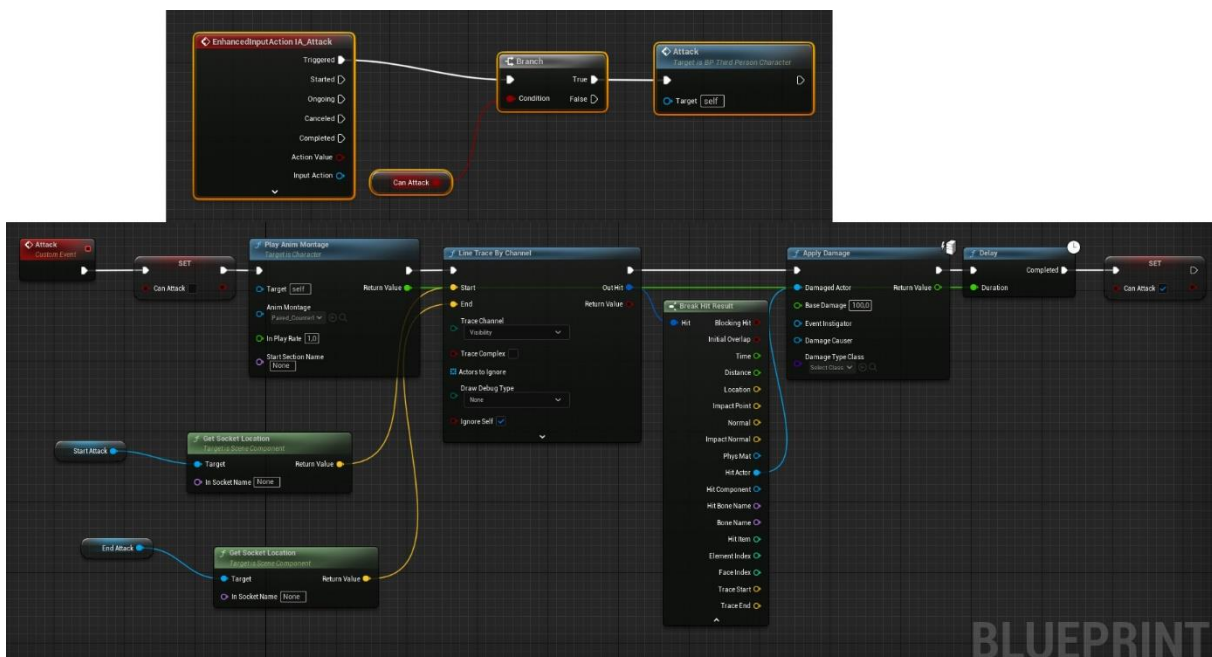 EnhancedInputAction IA_Attack
Triggered
Started
Ongoing
Canceled
Completed
Action Value
Input Action
Branch
True
Condition
False
Can Attack
Attack
Target is BP Third Person Character
Target self
Attack
Custom Event
SET
Can Attack
Play Anim Montage
Target is Character
Target self
Return Value
Anim Montage
In Play Rate 1,0
Start Section Name
None
Line Trace By Channel
Start
Out Hit
End
Return Value
Trace Channel
Visibility
Trace Complex
Actors to Ignore
Draw Debug Type
None
Ignore Self
Break Hit Result
Hit
Blocking Hit
Initial Overlap
Time
Distance
Location
Impact Point
Normal
Impact Normal
Phys Mat
Hit Actor
Hit Component
Hit Bone Name
Bone Name
Hit Item
Element Index
Face Index
Trace Start
Trace End
Apply Damage
Damaged Actor
Return Value
Base Damage 100,0
Event Instigator
Damage Causer
Damage Type Class
Select Class
Delay
Completed
Duration
SET
Can Attack
Start Attack
Get Socket Location
Target is Scene Component
Target
Return Value
In Socket Name None
End Attack
Get Socket Location
Target is Scene Component
Target
Return Value
In Socket Name None
BLUEPRINT